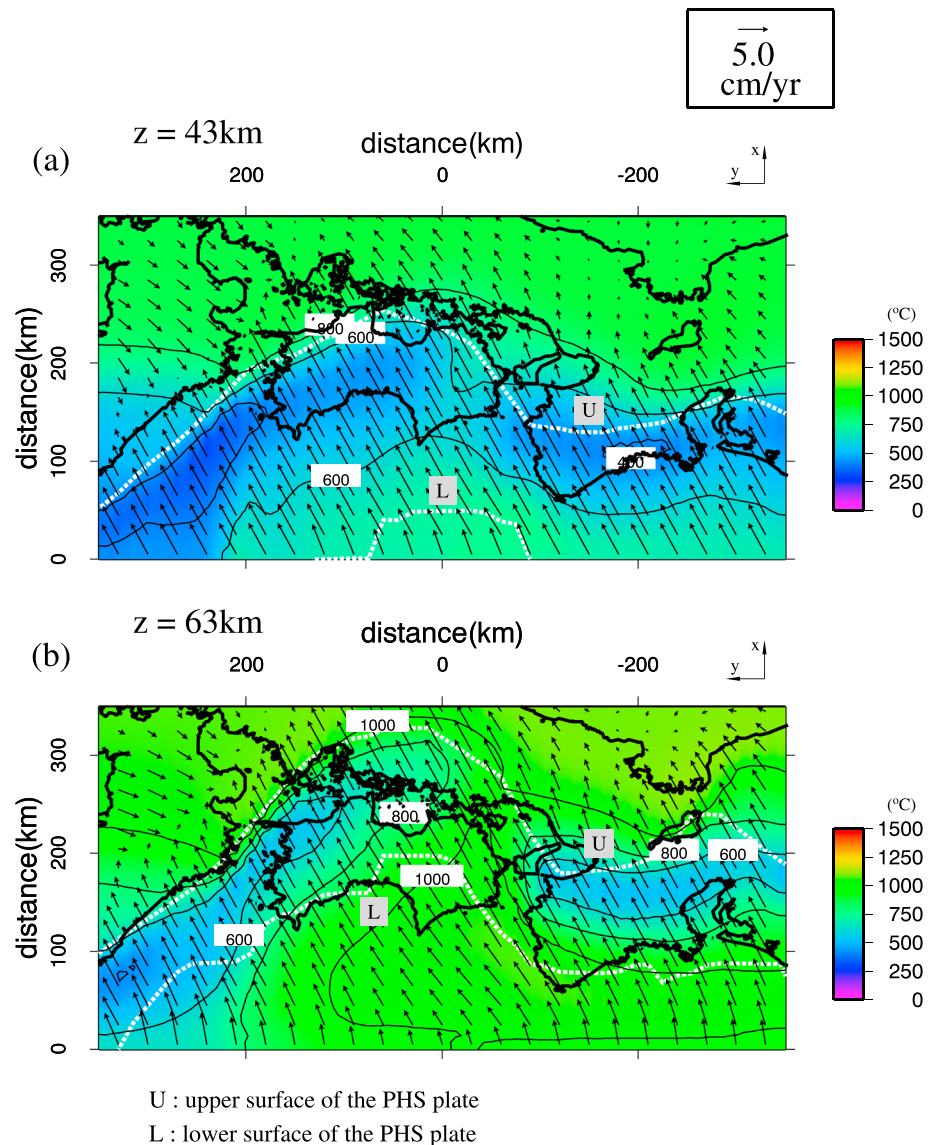 5.0
cm/yr
(a)
z = 43km
distance(km)
x
y
200 0 -200
300
200
100
0
distance(km)
800
600
U
400
600
L
(ºC)
1500
1250
1000
750
500
250
0
(b)
z = 63km
distance(km)
x
y
200 0 -200
300
200
100
0
distance(km)
1000
800
U
800
600
1000
L
600
(ºC)
1500
1250
1000
750
500
250
0
U : upper surface of the PHS plate
L : lower surface of the PHS plate